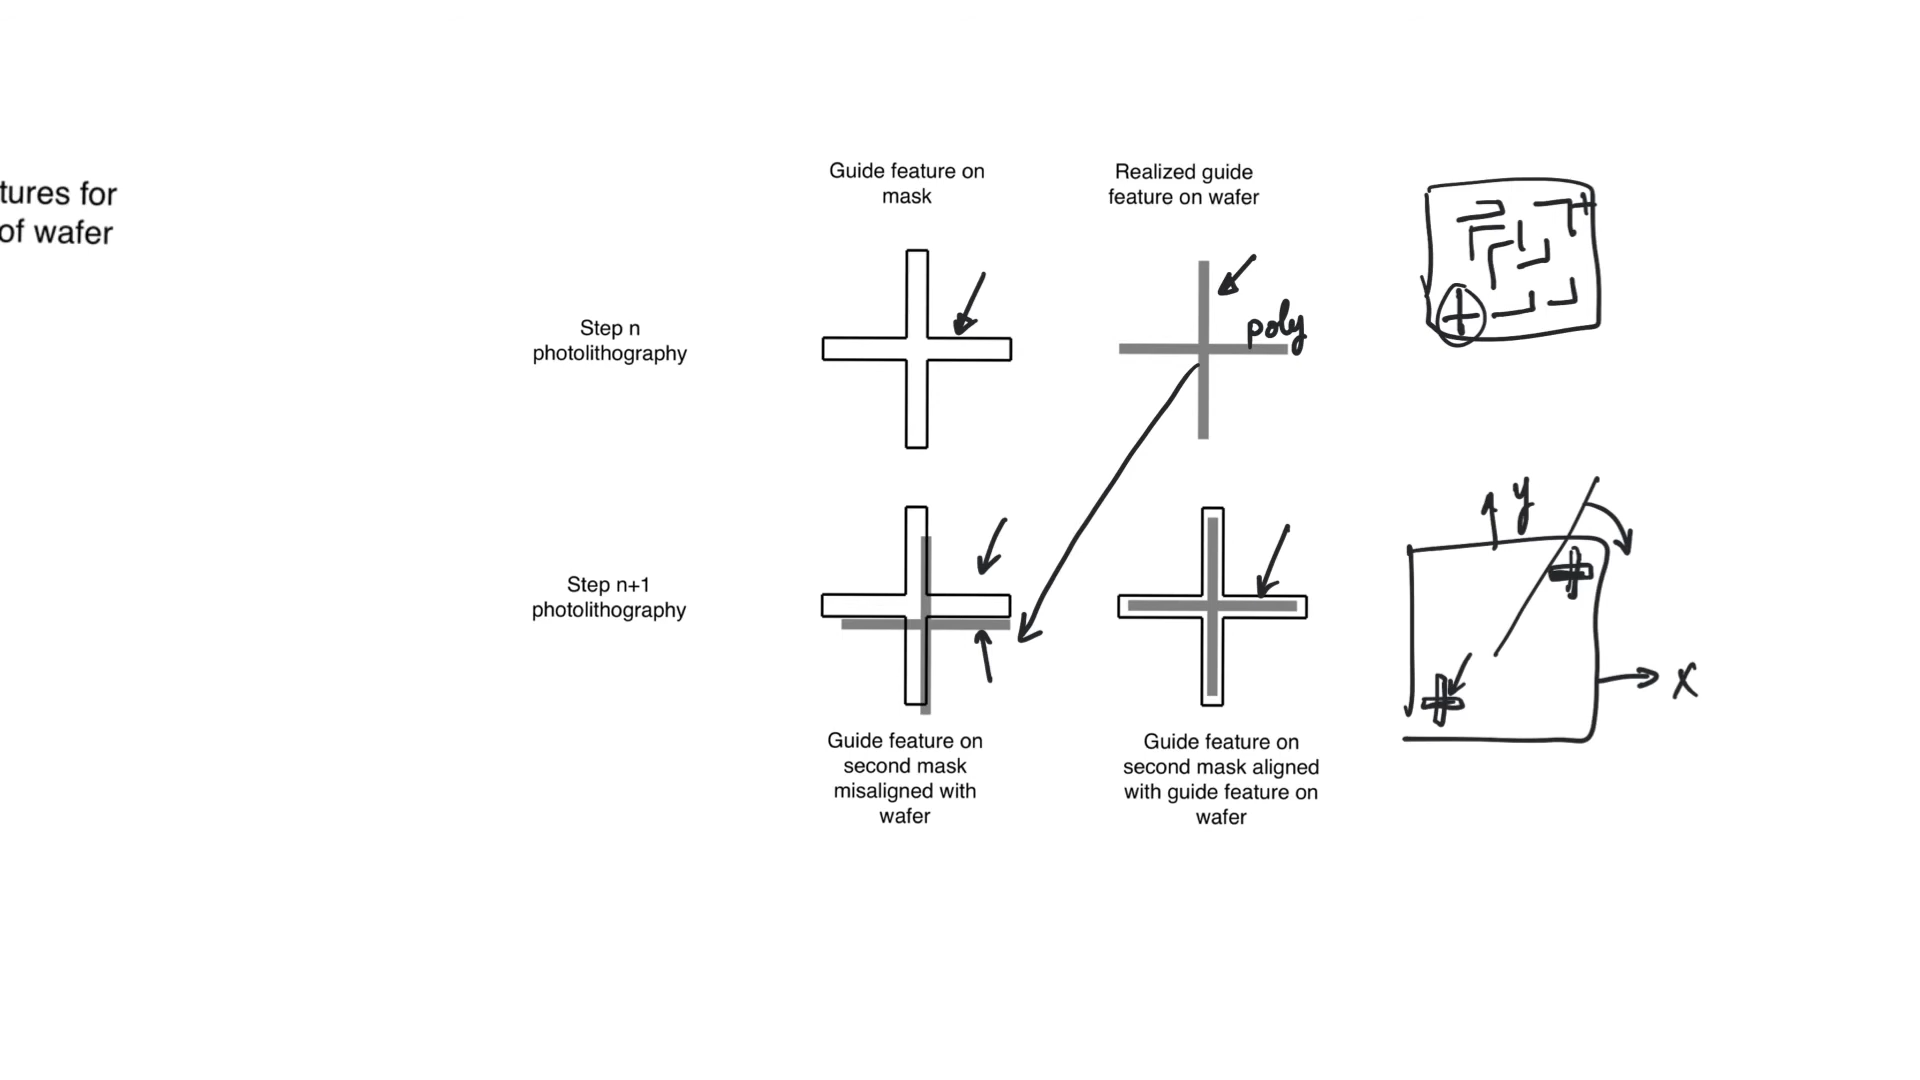 tures for
of wafer
Guide feature on
mask
Realized guide
feature on wafer
Step n
photolithography
poly
Step n+1
photolithography
y
x
Guide feature on
second mask
misaligned with
wafer
Guide feature on
second mask aligned
with guide feature on
wafer